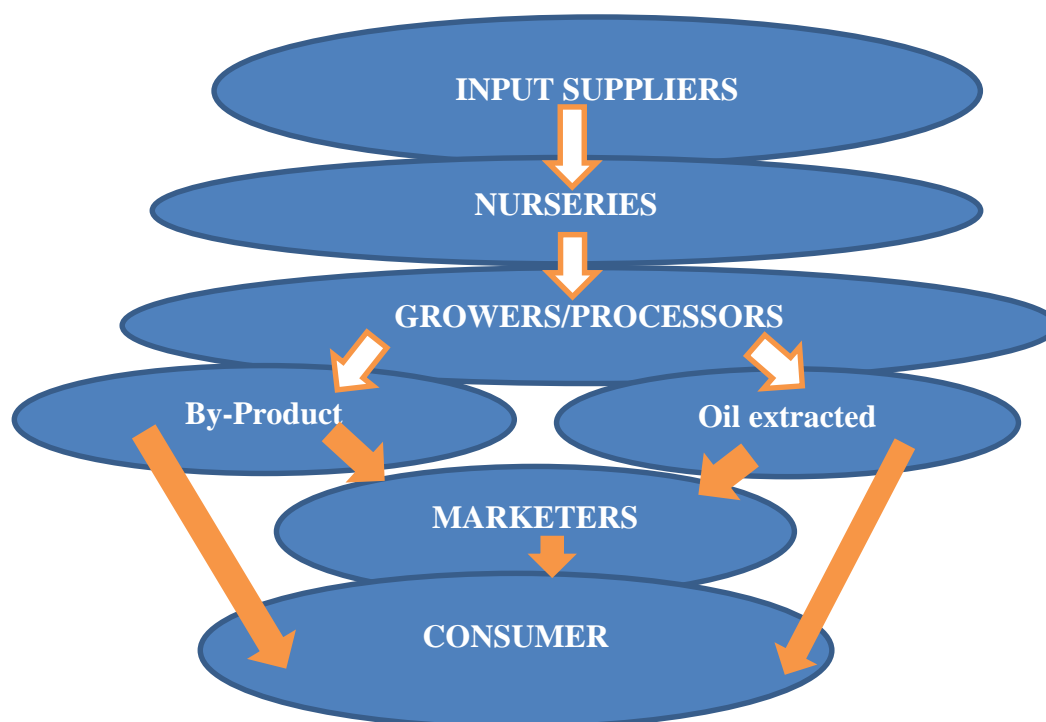 INPUT SUPPLIERS
NURSERIES
GROWERS/PROCESSORS
By-Product
Oil extracted
MARKETERS
CONSUMER